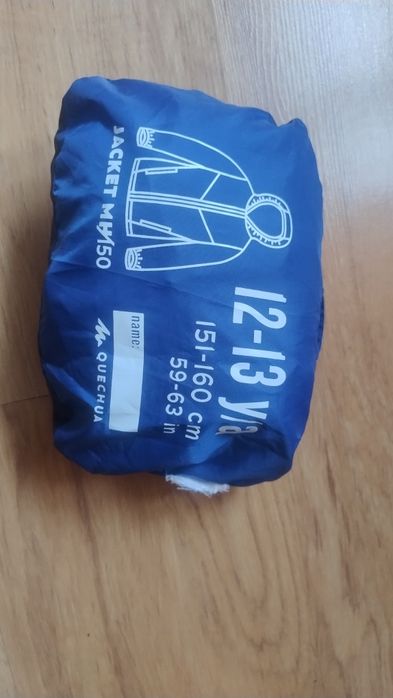 JACKET MH150
12-13 y/a
151-160 cm
59-63 in
name:
QUECHUA